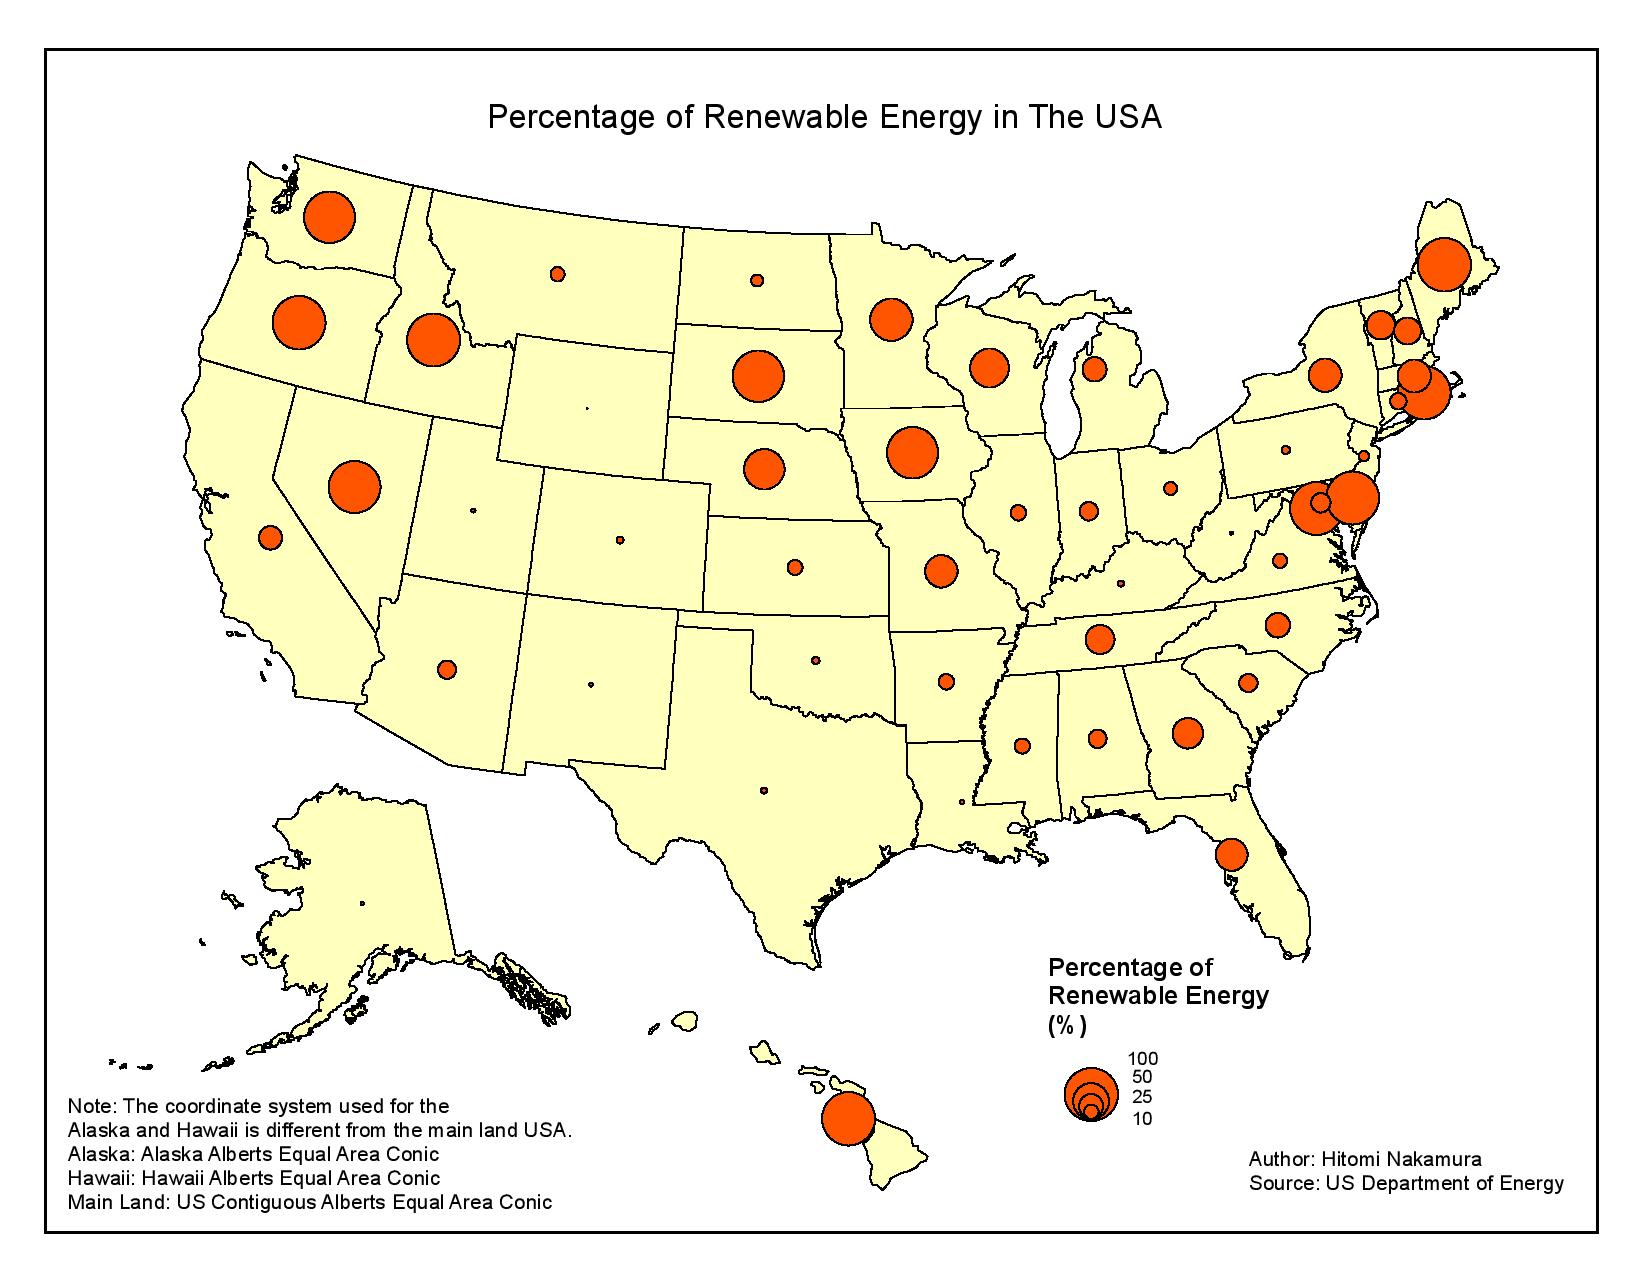 Percentage of Renewable Energy in The USA
Percentage of
Renewable Energy
(%)
100
50
25
10
Note: The coordinate system used for the
Alaska and Hawaii is different from the main land USA.
Alaska: Alaska Alberts Equal Area Conic
Hawaii: Hawaii Alberts Equal Area Conic
Main Land: US Contiguous Alberts Equal Area Conic
Author: Hitomi Nakamura
Source: US Department of Energy